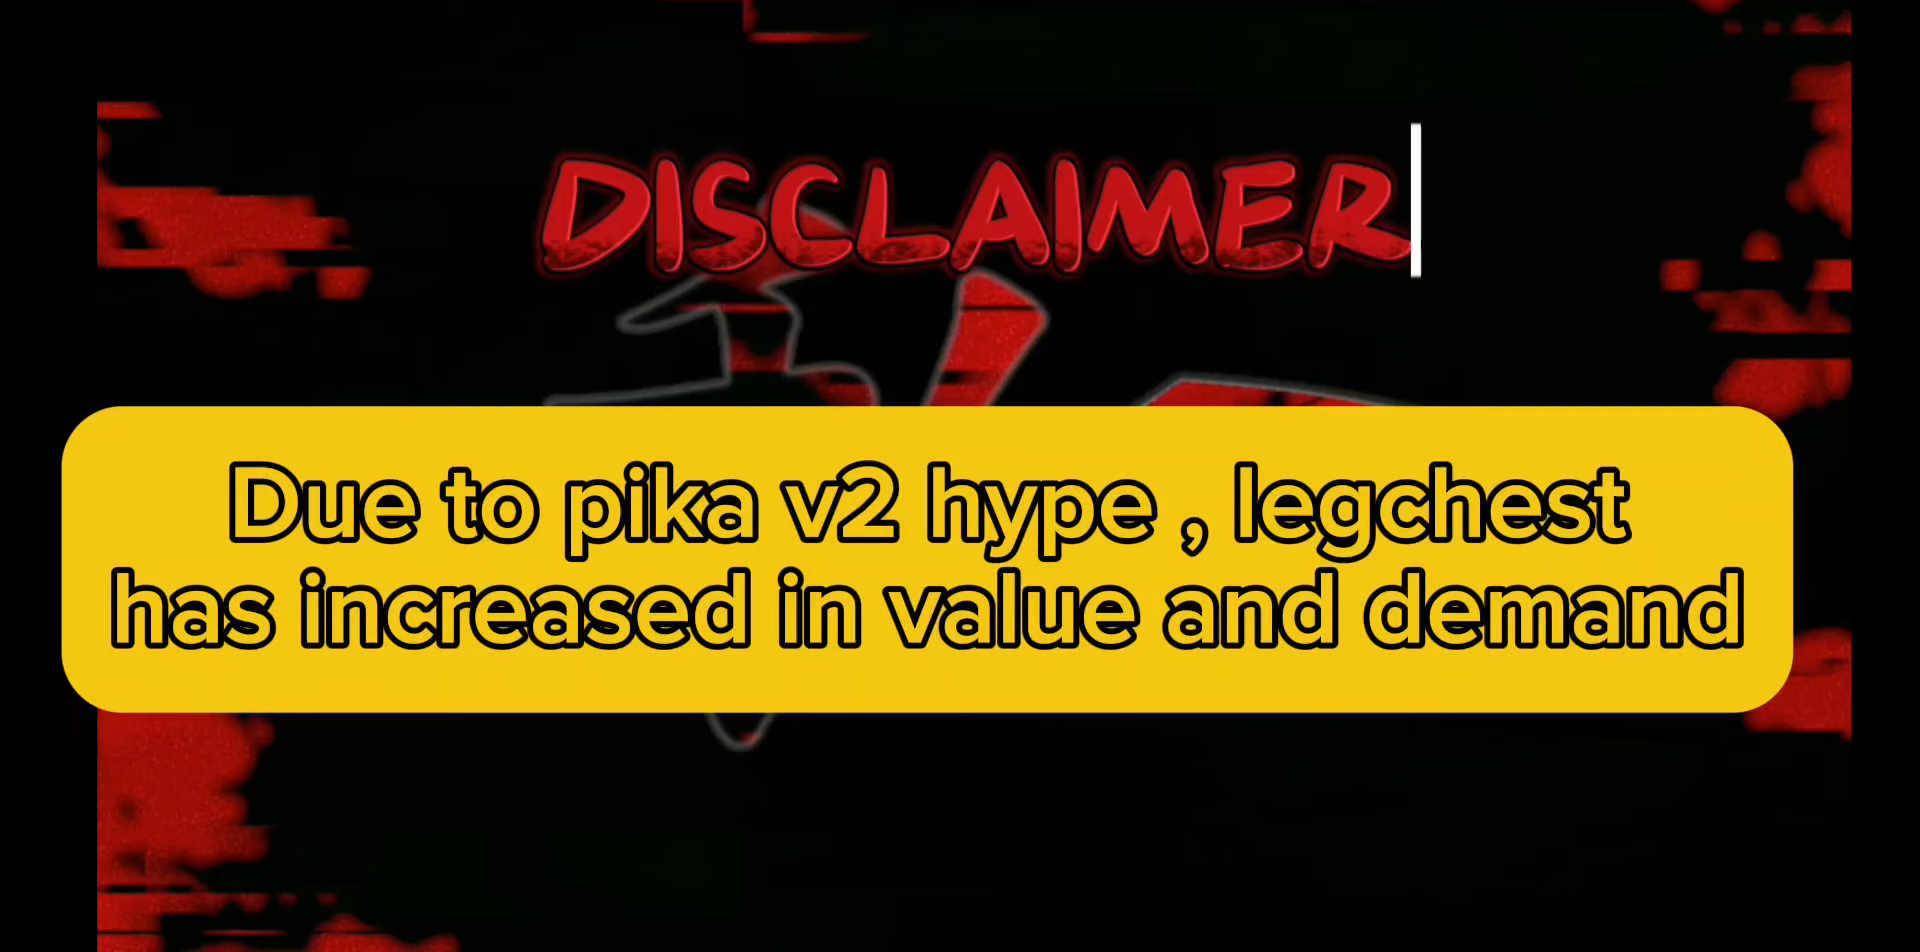 DISCLAIMER
Due to pika v2 hype , legchest
has increased in value and demand